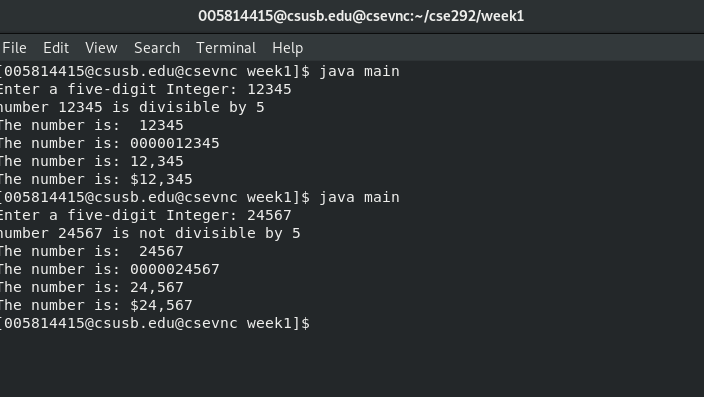 005814415@csusb.edu@csevnc:~/cse292/week1
File Edit View Search Terminal Help
[005814415@csusb.edu@csevnc week1]$ java main
Enter a five-digit Integer: 12345
number 12345 is divisible by 5
The number is:  12345
The number is: 0000012345
The number is: 12,345
The number is: $12,345
[005814415@csusb.edu@csevnc week1]$ java main
Enter a five-digit Integer: 24567
number 24567 is not divisible by 5
The number is:  24567
The number is: 0000024567
The number is: 24,567
The number is: $24,567
[005814415@csusb.edu@csevnc week1]$